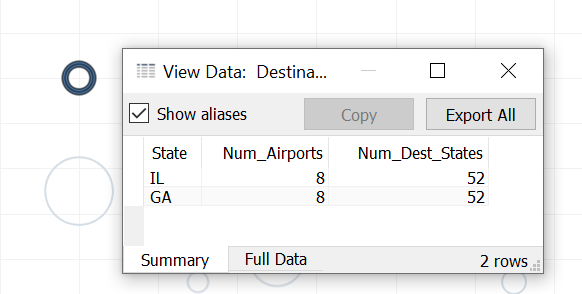 View Data:  Destina...
Show aliases
Copy
Export All
State Num_Airports Num_Dest_States
IL 8 52
GA 8 52
Summary Full Data 2 rows